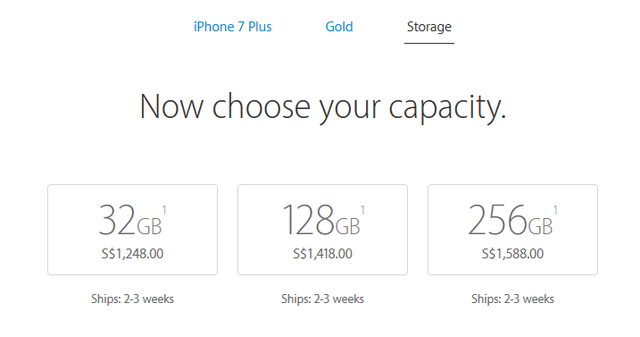 iPhone 7 Plus Gold Storage
Now choose your capacity.
32GB¹ 128GB¹ 256GB¹
S$1,248.00 S$1,418.00 S$1,588.00
Ships: 2-3 weeks Ships: 2-3 weeks Ships: 2-3 weeks